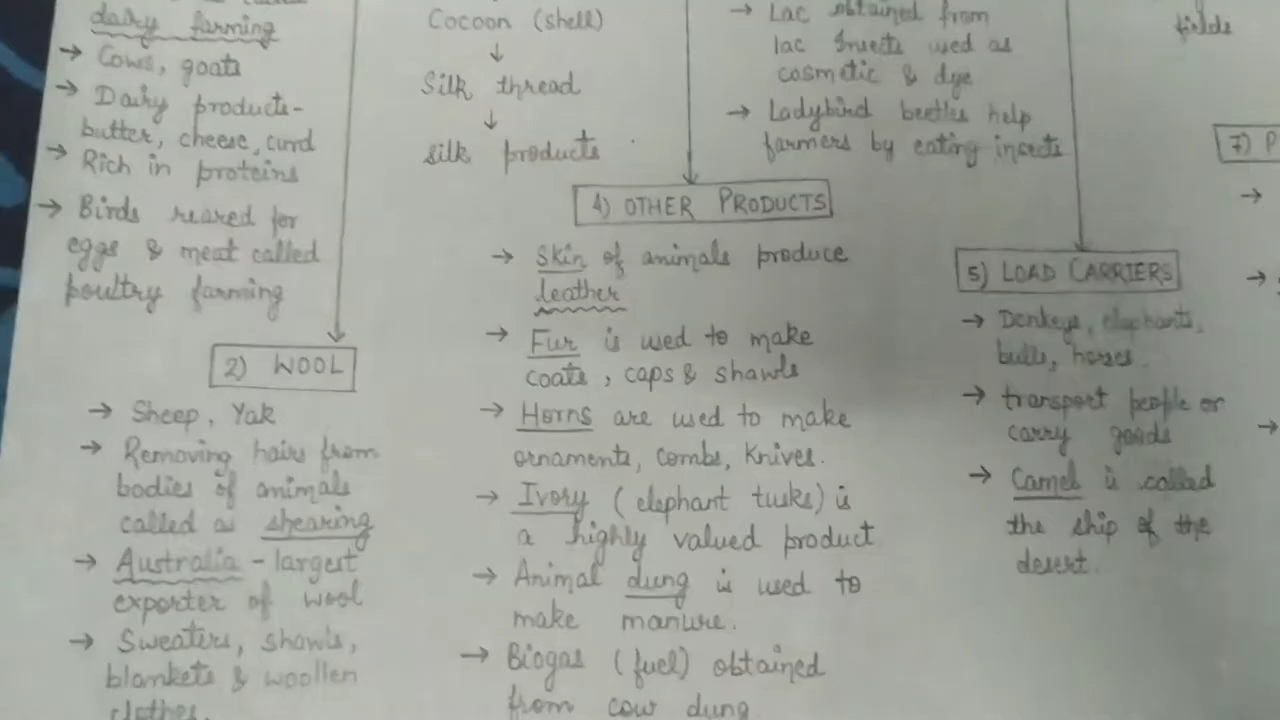 dairy farming
→ Cows, goats
→ Dairy products-
butter, cheese, curd
→ Rich in proteins
→ Birds reared for
eggs & meat called
poultry farming
2) WOOL
→ Sheep, Yak
→ Removing hairs from
bodies of animals
called as shearing
→ Australia - largest
exporter of wool
→ Sweaters, shawls,
blankets & woollen
clothes.
Cocoon (shell)
↓
Silk thread
↓
silk products
→ Lac obtained from
lac Insects used as
cosmetic & dye
→ Ladybird beetles help
farmers by eating insects
4) OTHER PRODUCTS
→ Skin of animals produce
leather
→ Fur is used to make
coats, caps & shawls
→ Horns are used to make
ornaments, combs, knives.
→ Ivory (elephant tusks) is
a highly valued product
→ Animal dung is used to
make manure.
→ Biogas (fuel) obtained
from cow dung.
5) LOAD CARRIERS
→ Donkeys, elephants,
bulls, horses.
→ transport people or
carry goods
→ Camel is called
the ship of the
desert.
fields
7) P
→
→
→